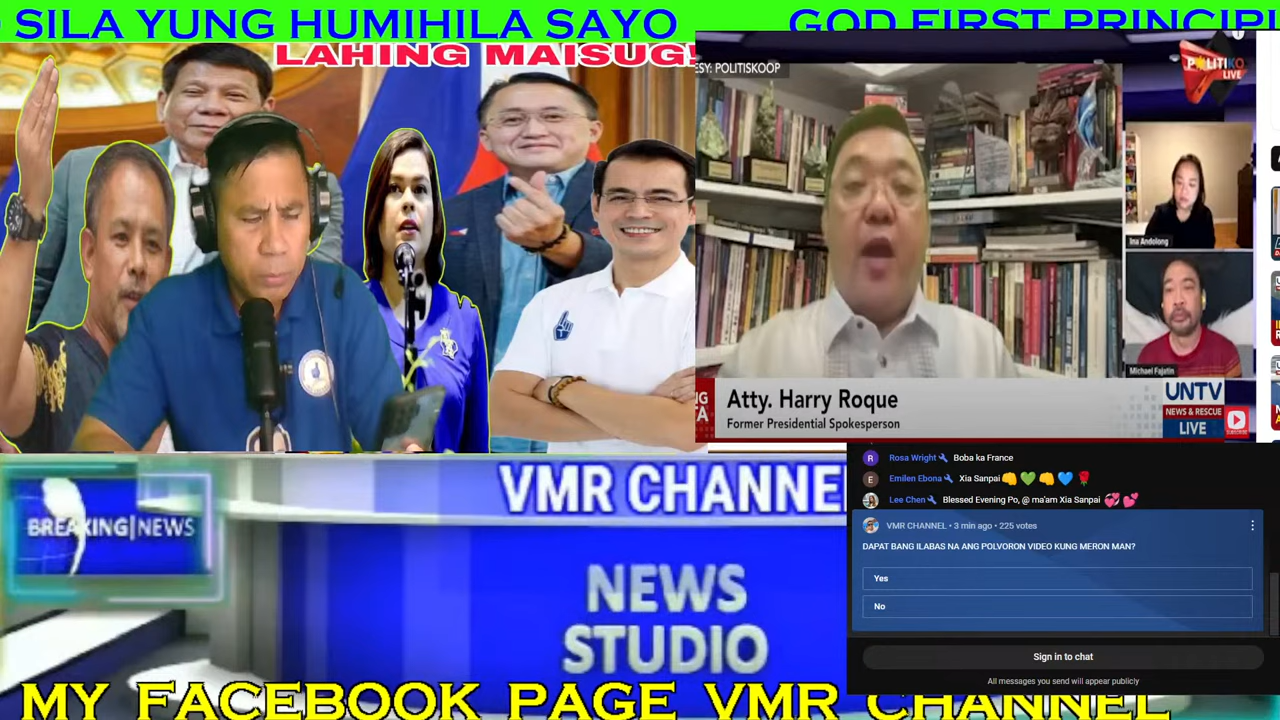 SILA YUNG HUMIHILA SAYO
GOD FIRST PRINCIPL
LAHING MAISUG!
ESY: POLITISKOOP
POLITIKO
LIVE
Ina Andolong
Michael Fajatin
Atty. Harry Roque
Former Presidential Spokesperson
UNTV
NEWS & RESCUE
LIVE
Rosa Wright Boba ka France
Emilen Ebona Xia Sanpai👊💚👊💙🌹
Lee Chen Blessed Evening Po, @ ma'am Xia Sanpai 💞💕
VMR CHANNEL • 3 min ago • 225 votes
DAPAT BANG ILABAS NA ANG POLVORON VIDEO KUNG MERON MAN?
Yes
No
Sign in to chat
All messages you send will appear publicly
VMR CHANNE
BREAKING|NEWS
NEWS
STUDIO
MY FACEBOOK PAGE VMR CHANNEL